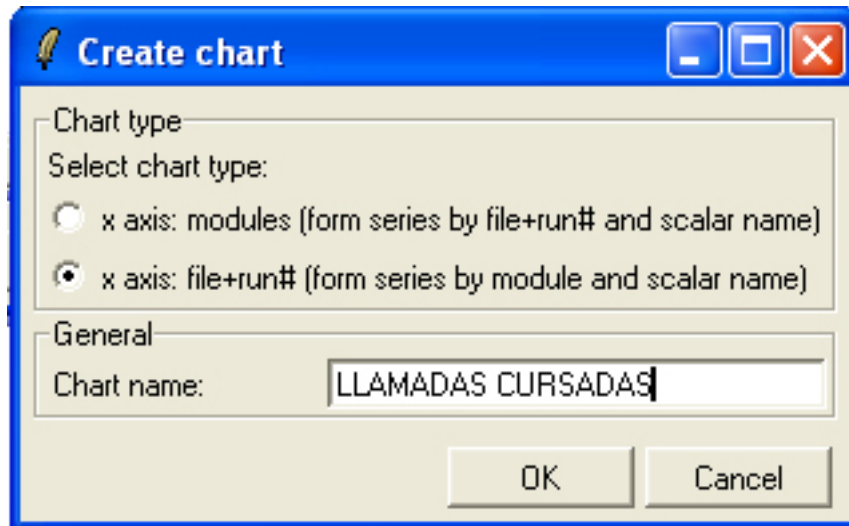 Create chart
Chart type
Select chart type:
x axis: modules (form series by file+run# and scalar name)
x axis: file+run# (form series by module and scalar name)
General
Chart name: LLAMADAS CURSADAS
OK Cancel